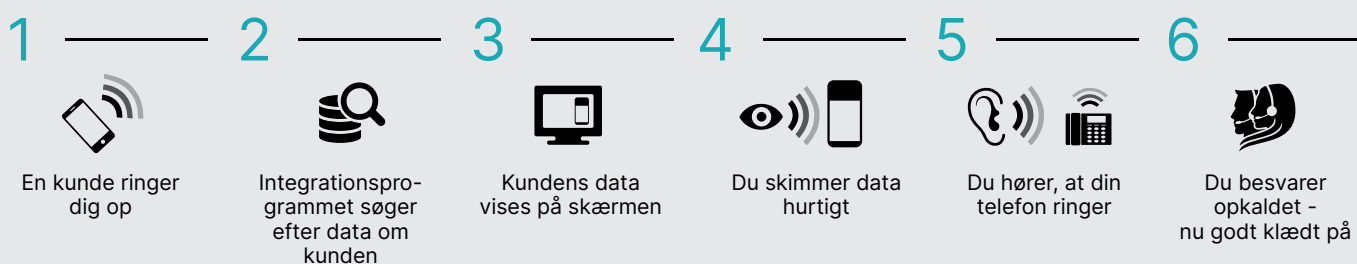 1
En kunde ringer
dig op
2
Integrationspro-
grammet søger
efter data om
kunden
3
Kundens data
vises på skærmen
4
Du skimmer data
hurtigt
5
Du hører, at din
telefon ringer
6
Du besvarer
opkaldet -
nu godt klædt på